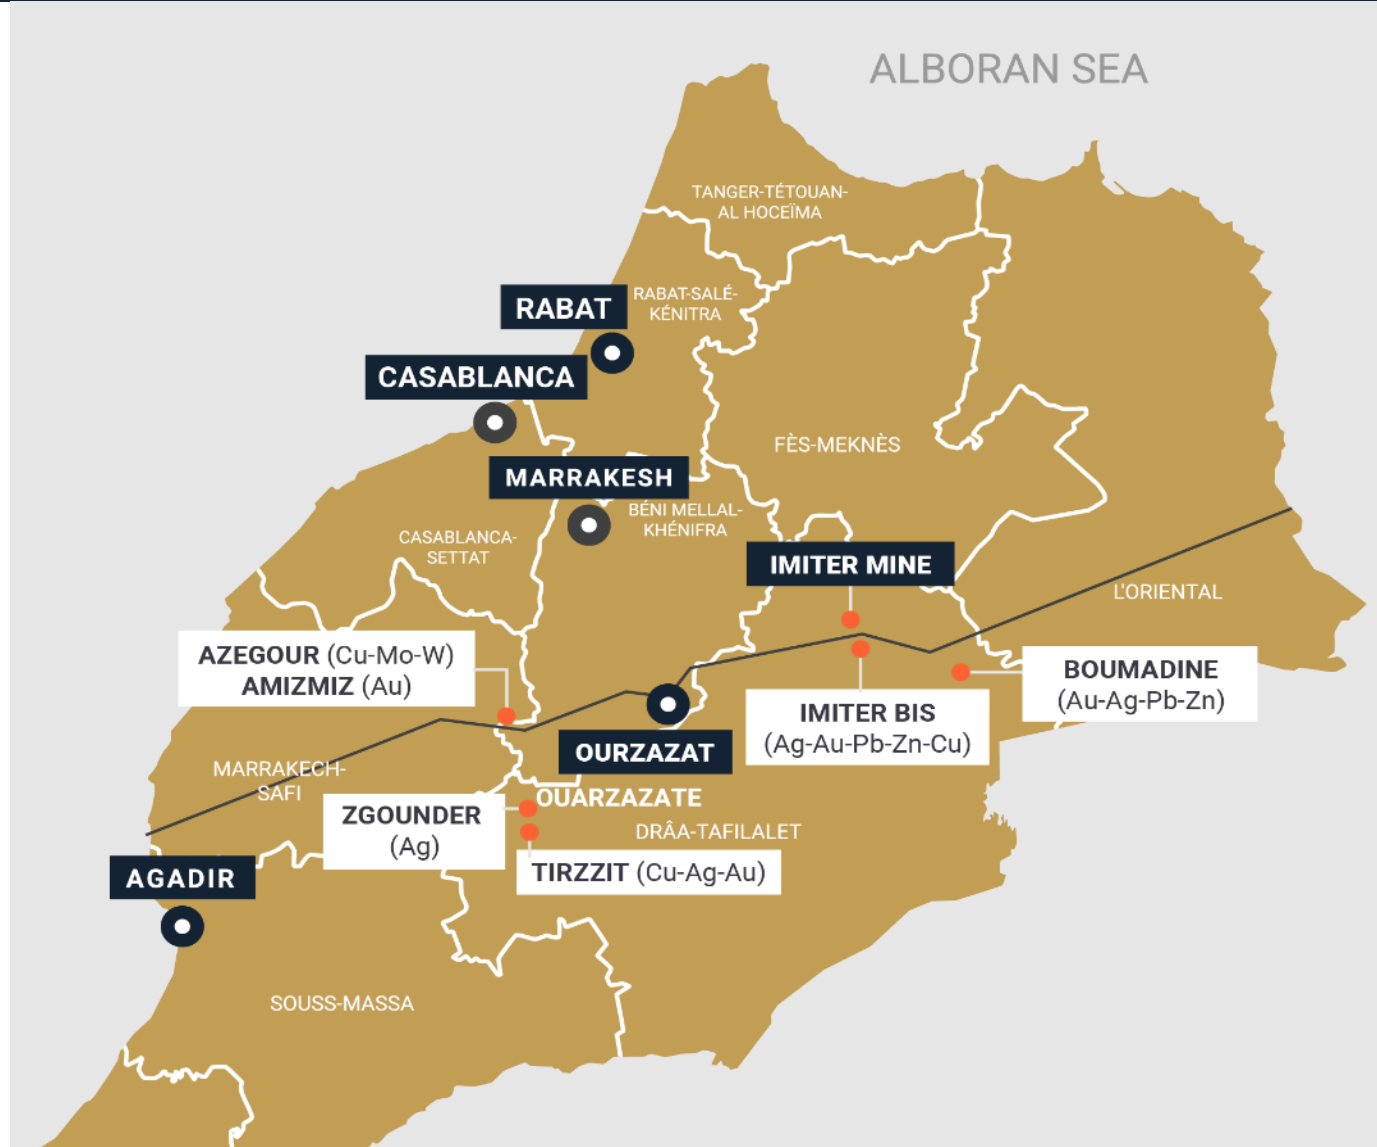 ALBORAN SEA
TANGER-TÉTOUAN-
AL HOCEÏMA
RABAT
RABAT-SALÉ-
KÉNITRA
CASABLANCA
FÈS-MEKNÈS
MARRAKESH
BÉNI MELLAL-
KHÉNIFRA
CASABLANCA-
SETTAT
IMITER MINE
L'ORIENTAL
AZEGOUR (Cu-Mo-W)
AMIZMIZ (Au)
BOUMADINE
(Au-Ag-Pb-Zn)
IMITER BIS
(Ag-Au-Pb-Zn-Cu)
OURZAZAT
MARRAKECH-
SAFI
OUARZAZATE
ZGOUNDER
(Ag)
DRÂA-TAFILALET
TIRZZIT (Cu-Ag-Au)
AGADIR
SOUSS-MASSA